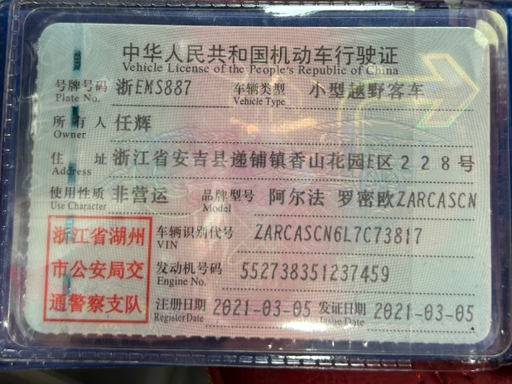 中华人民共和国机动车行驶证
Vehicle License of the People's Republic of China
号牌号码 浙EMS887 车辆类型 小型越野客车
Plate No. Vehicle Type
所有人 任辉
Owner
住址 浙江省安吉县递铺镇香山花园E区228号
Address
使用性质 非营运 品牌型号 阿尔法 罗密欧ZARCASCN
Use Character Model
浙江省湖州
市公安局交
通警察支队
车辆识别代号 ZARCASCN6L7C73817
VIN
发动机号码 552738351237459
Engine No.
注册日期 2021-03-05 发证日期 2021-03-05
Register Date Issue Date